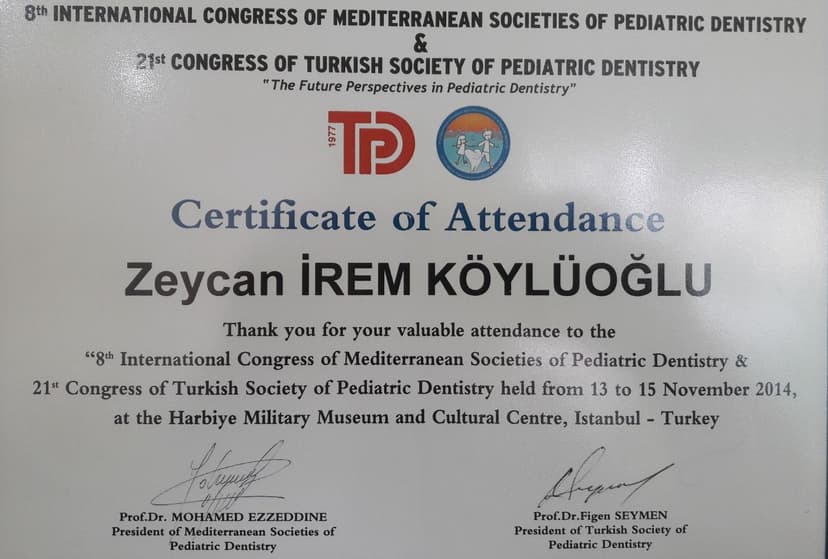 8th INTERNATIONAL CONGRESS OF MEDITERRANEAN SOCIETIES OF PEDIATRIC DENTISTRY
&
21st CONGRESS OF TURKISH SOCIETY OF PEDIATRIC DENTISTRY
"The Future Perspectives in Pediatric Dentistry"
1977 TPD
Certificate of Attendance
Zeycan İREM KÖYLÜOĞLU
Thank you for your valuable attendance to the
“8th International Congress of Mediterranean Societies of Pediatric Dentistry &
21st Congress of Turkish Society of Pediatric Dentistry held from 13 to 15 November 2014,
at the Harbiye Military Museum and Cultural Centre, Istanbul - Turkey
Prof.Dr. MOHAMED EZZEDDINE
President of Mediterranean Societies of
Pediatric Dentistry
Prof.Dr.Figen SEYMEN
President of Turkish Society of
Pediatric Dentistry